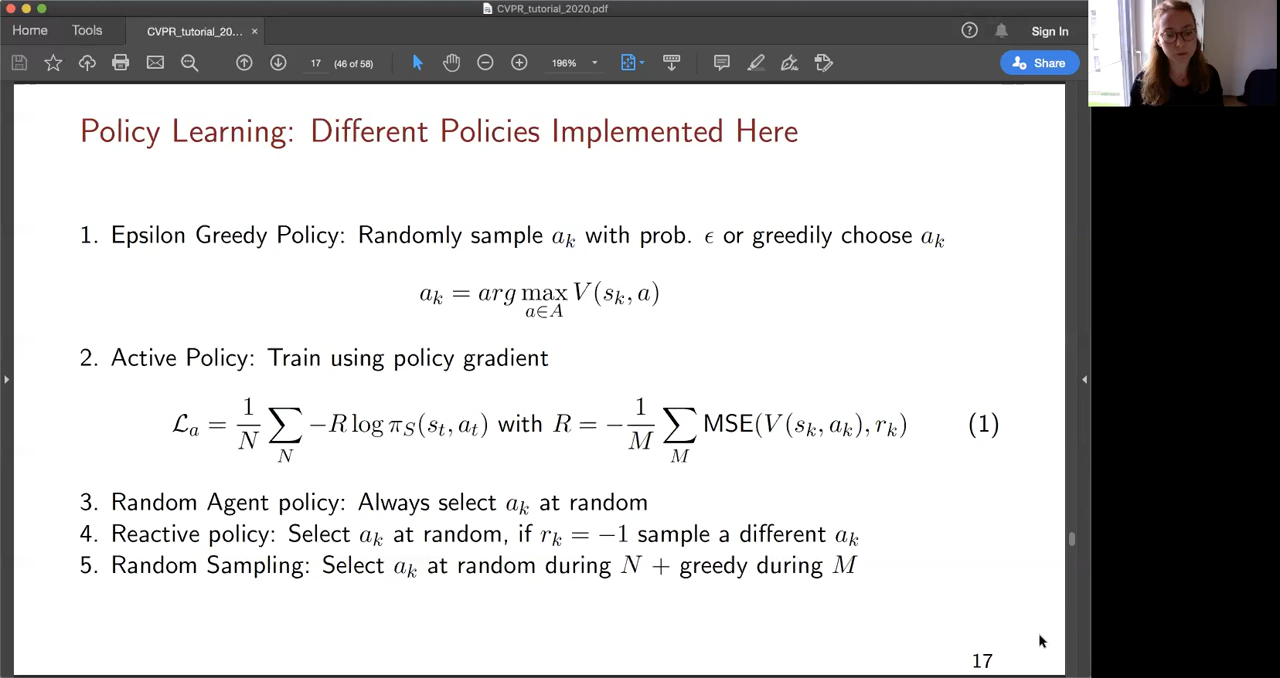 CVPR_tutorial_2020.pdf
Home Tools CVPR_tutorial_20... × Sign In
17 (46 of 58) 196% Share
Policy Learning: Different Policies Implemented Here
1. Epsilon Greedy Policy: Randomly sample a_k with prob. ϵ or greedily choose a_k
a_k = arg max_{a∈A} V(s_k, a)
2. Active Policy: Train using policy gradient
ℒ_a = 1/N ∑_N −R log π_S(s_t, a_t) with R = −1/M ∑_M MSE(V(s_k, a_k), r_k) (1)
3. Random Agent policy: Always select a_k at random
4. Reactive policy: Select a_k at random, if r_k = −1 sample a different a_k
5. Random Sampling: Select a_k at random during N + greedy during M
17